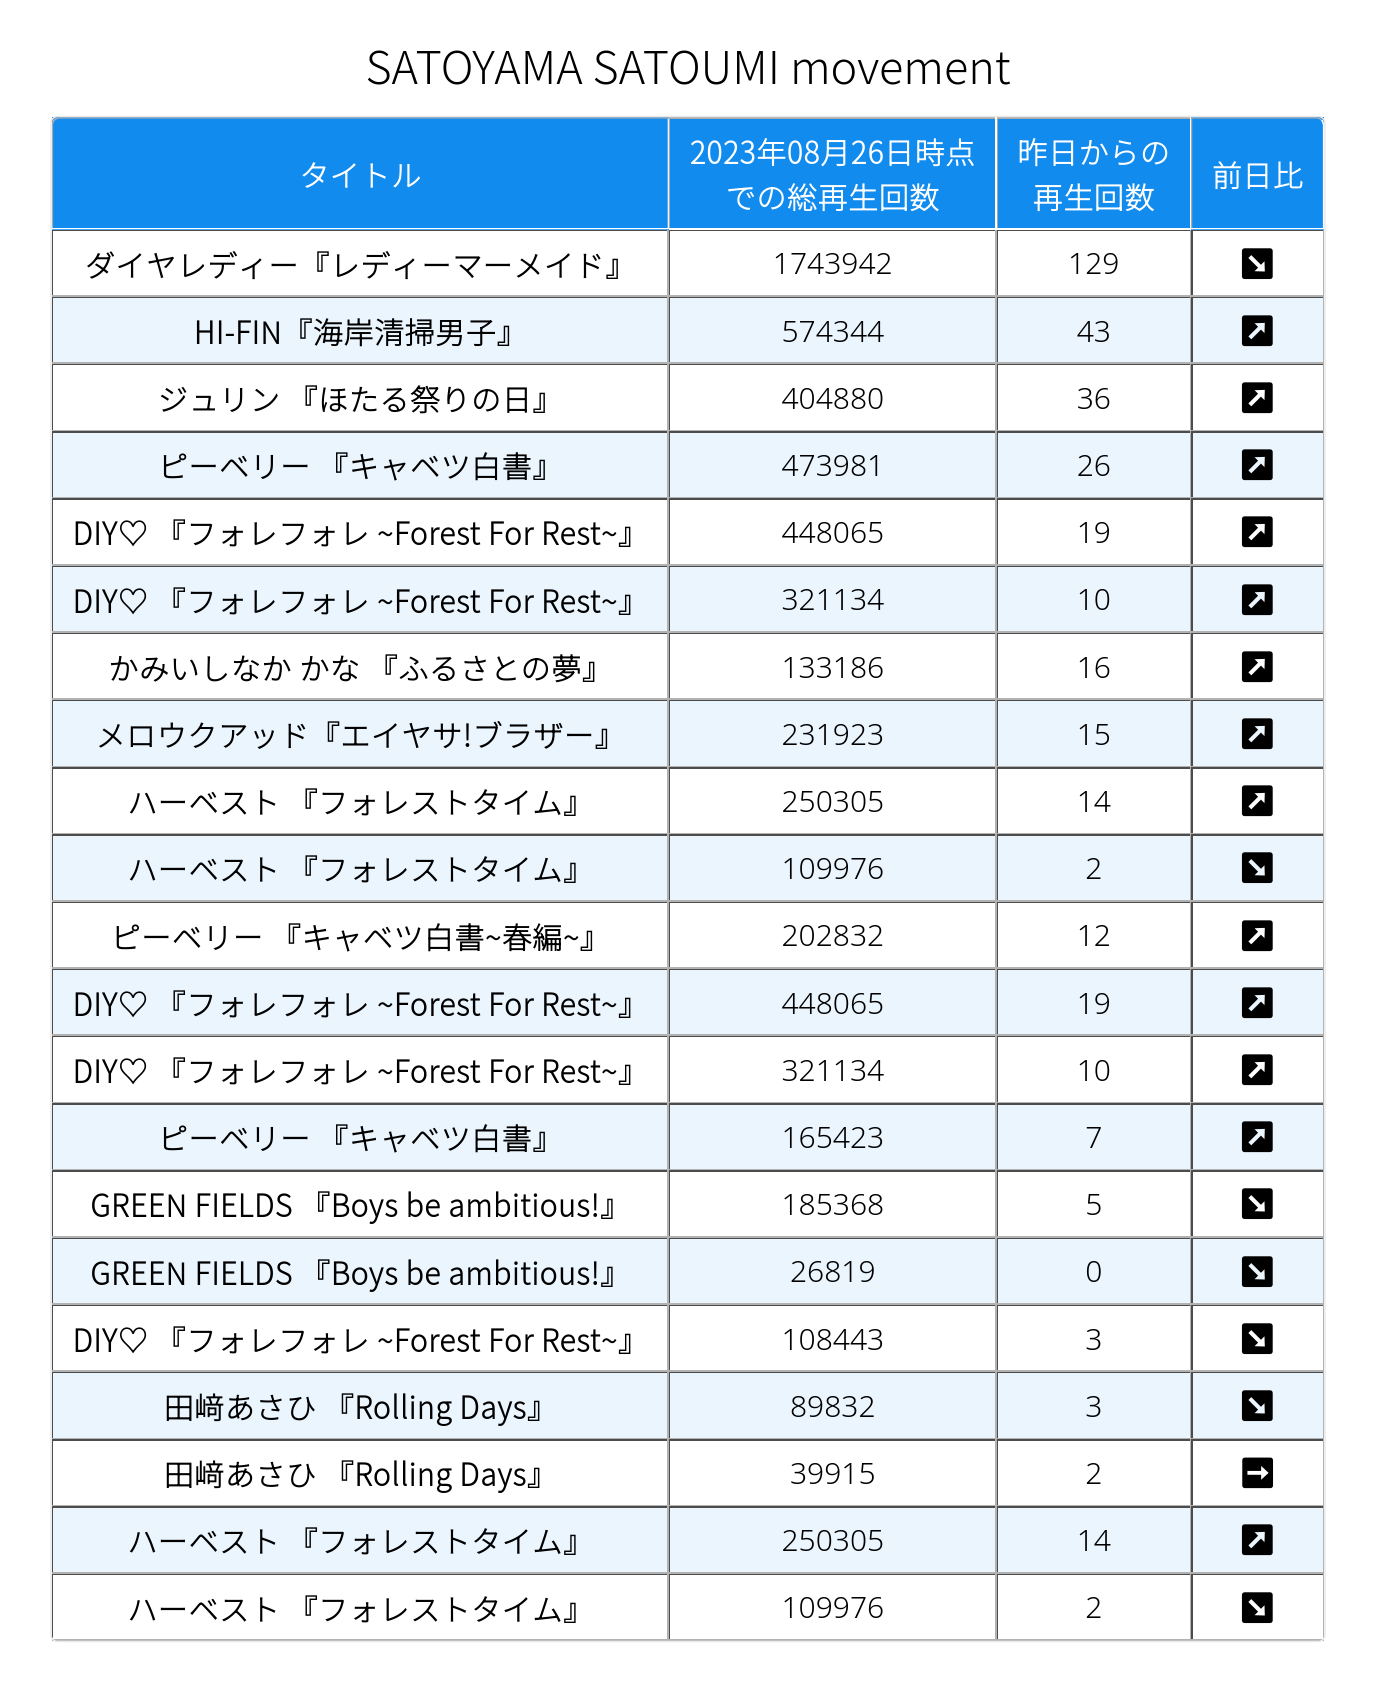 SATOYAMA SATOUMI movement
タイトル 2023年08月26日時点での総再生回数 昨日からの再生回数 前日比
ダイヤレディー『レディーマーメイド』 1743942 129 ↘
HI-FIN『海岸清掃男子』 574344 43 ↗
ジュリン 『ほたる祭りの日』 404880 36 ↗
ピーベリー 『キャベツ白書』 473981 26 ↗
DIY♡ 『フォレフォレ ~Forest For Rest~』 448065 19 ↗
DIY♡ 『フォレフォレ ~Forest For Rest~』 321134 10 ↗
かみいしなか かな 『ふるさとの夢』 133186 16 ↗
メロウクアッド『エイヤサ!ブラザー』 231923 15 ↗
ハーベスト 『フォレストタイム』 250305 14 ↗
ハーベスト 『フォレストタイム』 109976 2 ↘
ピーベリー 『キャベツ白書~春編~』 202832 12 ↗
DIY♡ 『フォレフォレ ~Forest For Rest~』 448065 19 ↗
DIY♡ 『フォレフォレ ~Forest For Rest~』 321134 10 ↗
ピーベリー 『キャベツ白書』 165423 7 ↗
GREEN FIELDS 『Boys be ambitious!』 185368 5 ↘
GREEN FIELDS 『Boys be ambitious!』 26819 0 ↘
DIY♡ 『フォレフォレ ~Forest For Rest~』 108443 3 ↘
田﨑あさひ 『Rolling Days』 89832 3 ↘
田﨑あさひ 『Rolling Days』 39915 2 →
ハーベスト 『フォレストタイム』 250305 14 ↗
ハーベスト 『フォレストタイム』 109976 2 ↘